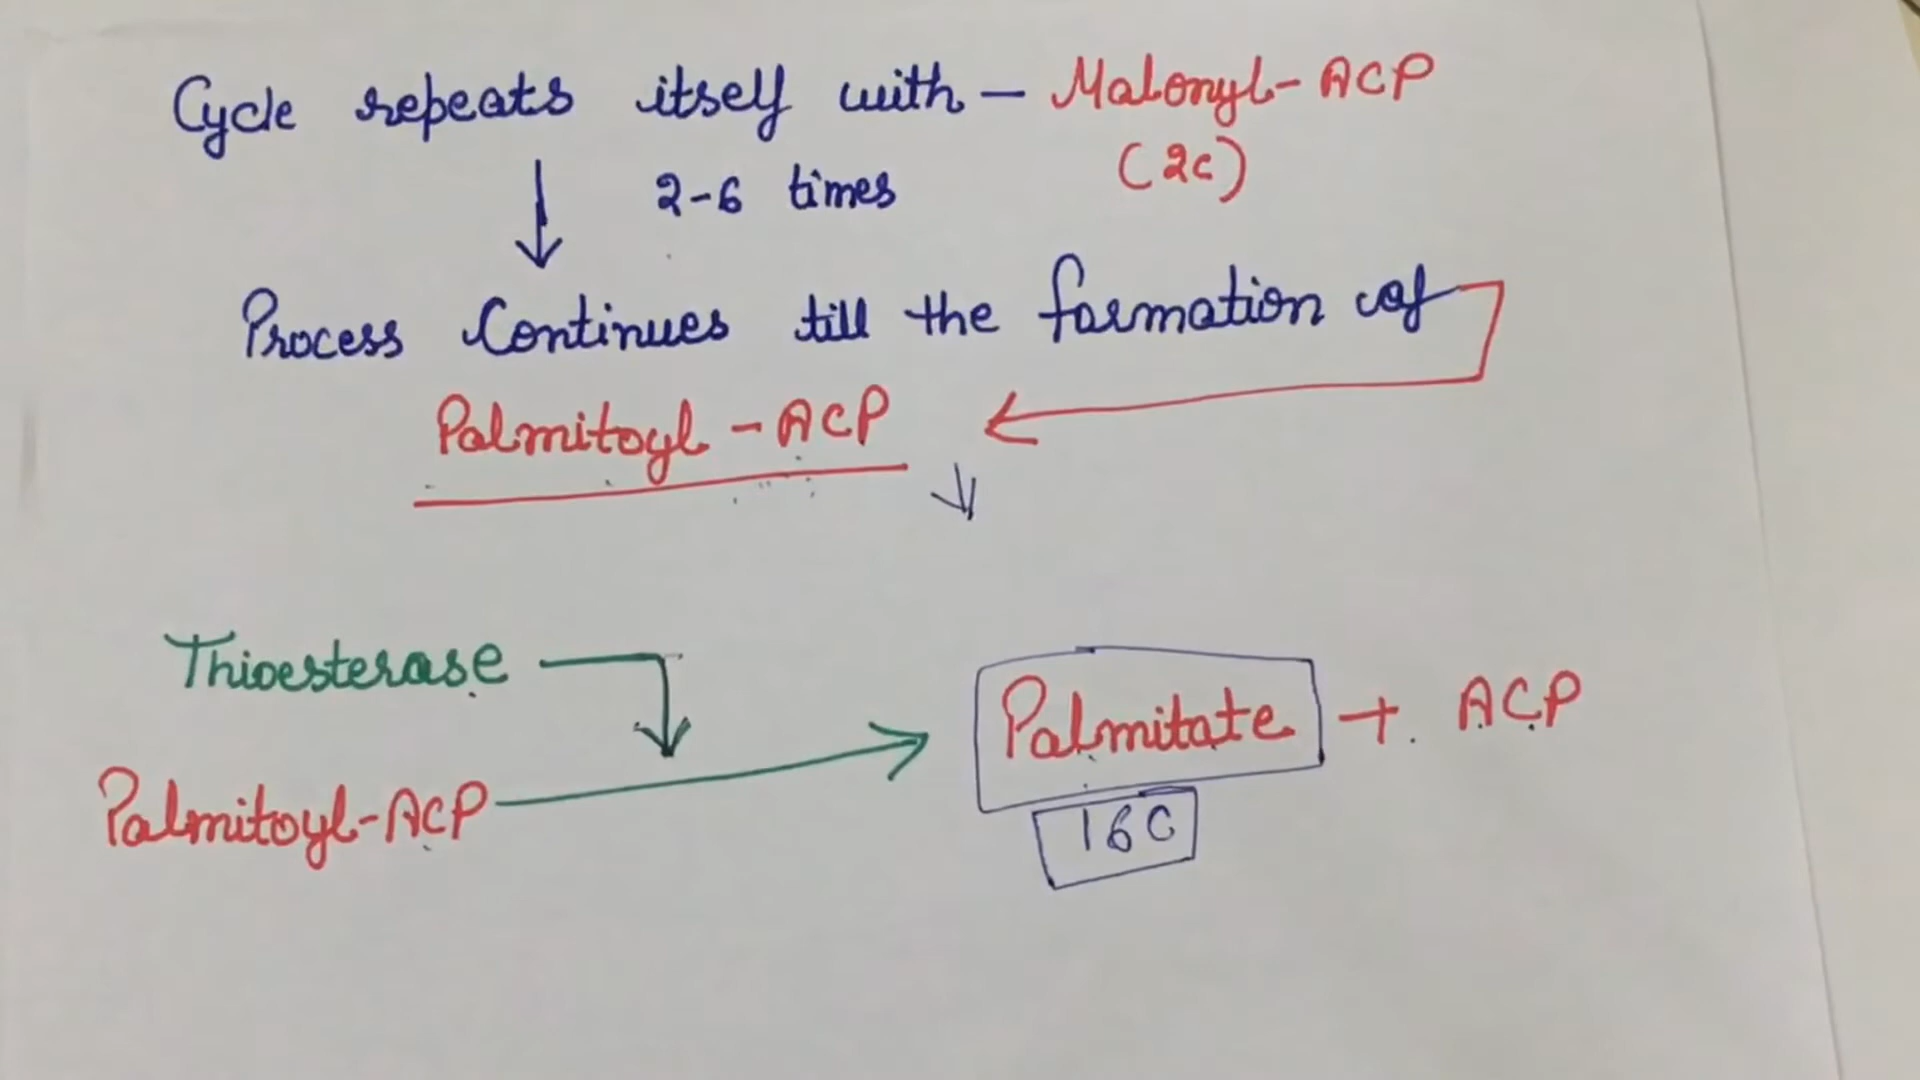 Cycle repeats itself with - Malonyl-ACP
2-6 times
(2c)
Process Continues till the formation of
Palmitoyl - ACP
Thioesterase
Palmitate + ACP
Palmitoyl-ACP
16C